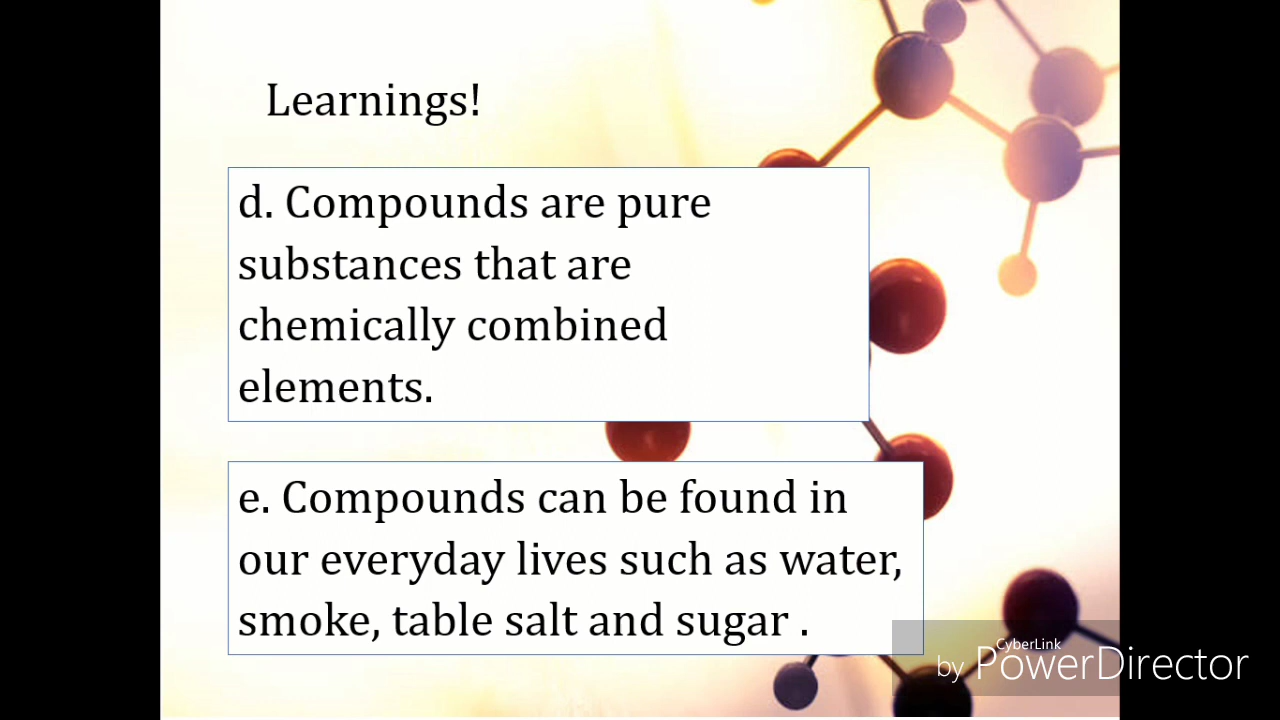 Learnings!
d. Compounds are pure
substances that are
chemically combined
elements.
e. Compounds can be found in
our everyday lives such as water,
smoke, table salt and sugar .
CyberLink
by PowerDirector